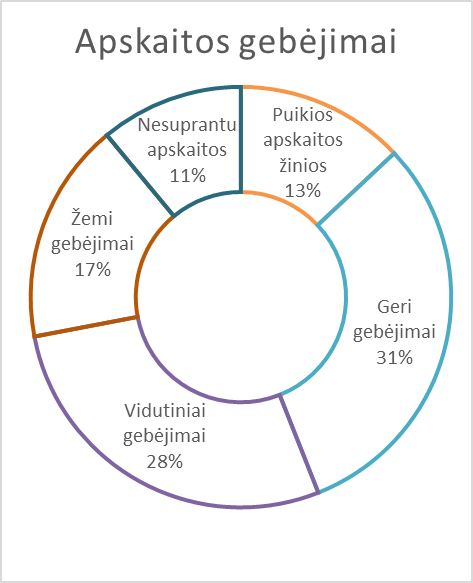 Apskaitos gebėjimai
Puikios
apskaitos
žinios
13%
Geri
gebėjimai
31%
Vidutiniai
gebėjimai
28%
Žemi
gebėjimai
17%
Nesuprantu
apskaitos
11%